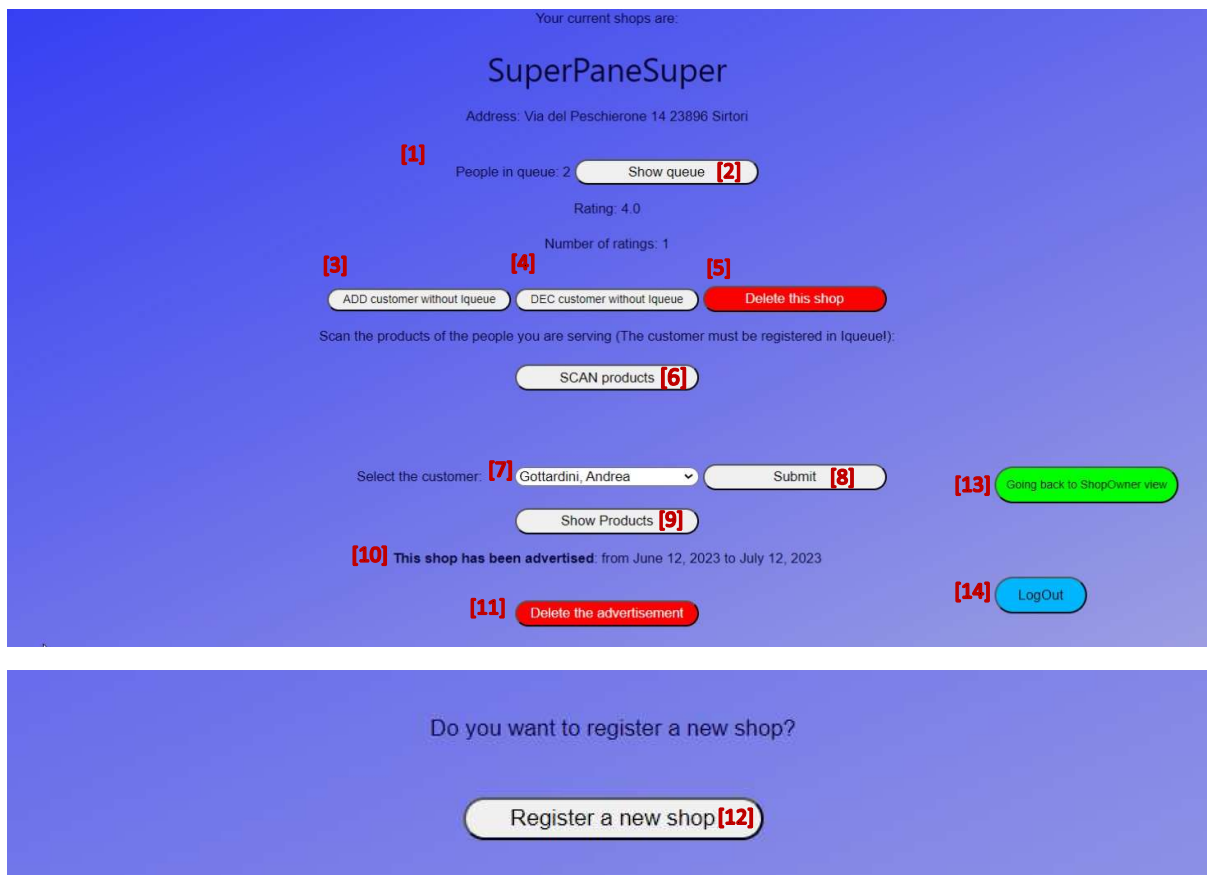 Your current shops are:
SuperPaneSuper
Address: Via del Peschierone 14 23896 Sirtori
[1]
People in queue: 2 Show queue [2]
Rating: 4.0
Number of ratings: 1
[3] [4] [5]
ADD customer without Iqueue DEC customer without Iqueue Delete this shop
Scan the products of the people you are serving (The customer must be registered in Iqueue!):
SCAN products [6]
Select the customer: [7] Gottardini, Andrea Submit [8]
[13] Going back to ShopOwner view
Show Products [9]
[10] This shop has been advertised: from June 12, 2023 to July 12, 2023
[14] LogOut
[11] Delete the advertisement
Do you want to register a new shop?
Register a new shop [12]